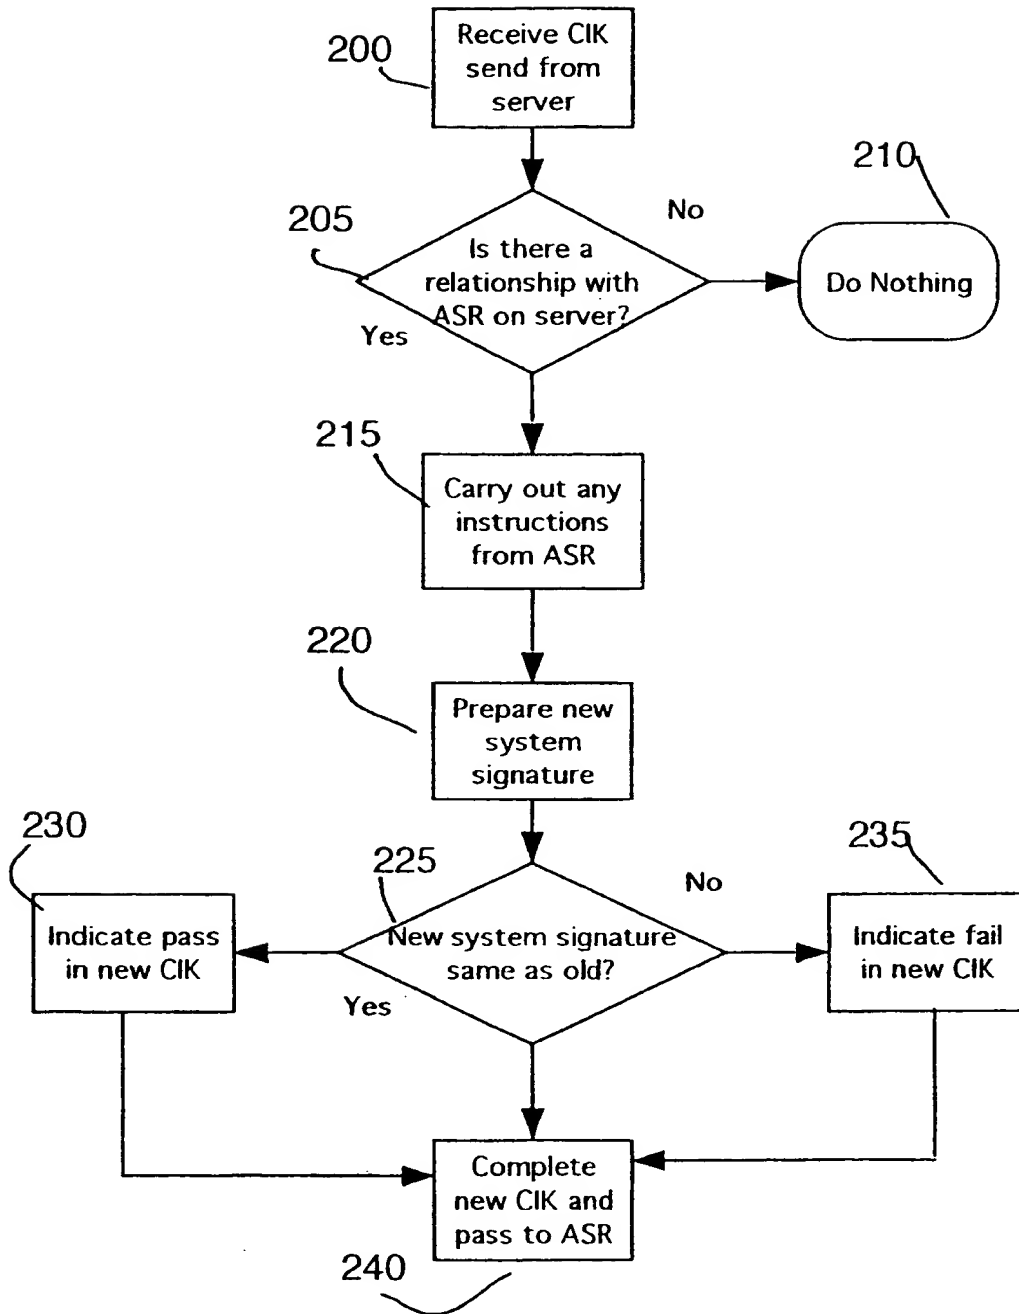 Receive CIK
send from
server
200
210
205
No
Is there a
relationship with
ASR on server?
Do Nothing
Yes
215
Carry out any
instructions
from ASR
220
Prepare new
system
signature
230
225
235
No
Indicate pass
in new CIK
New system signature
same as old?
Indicate fail
in new CIK
Yes
Complete
new CIK and
pass to ASR
240